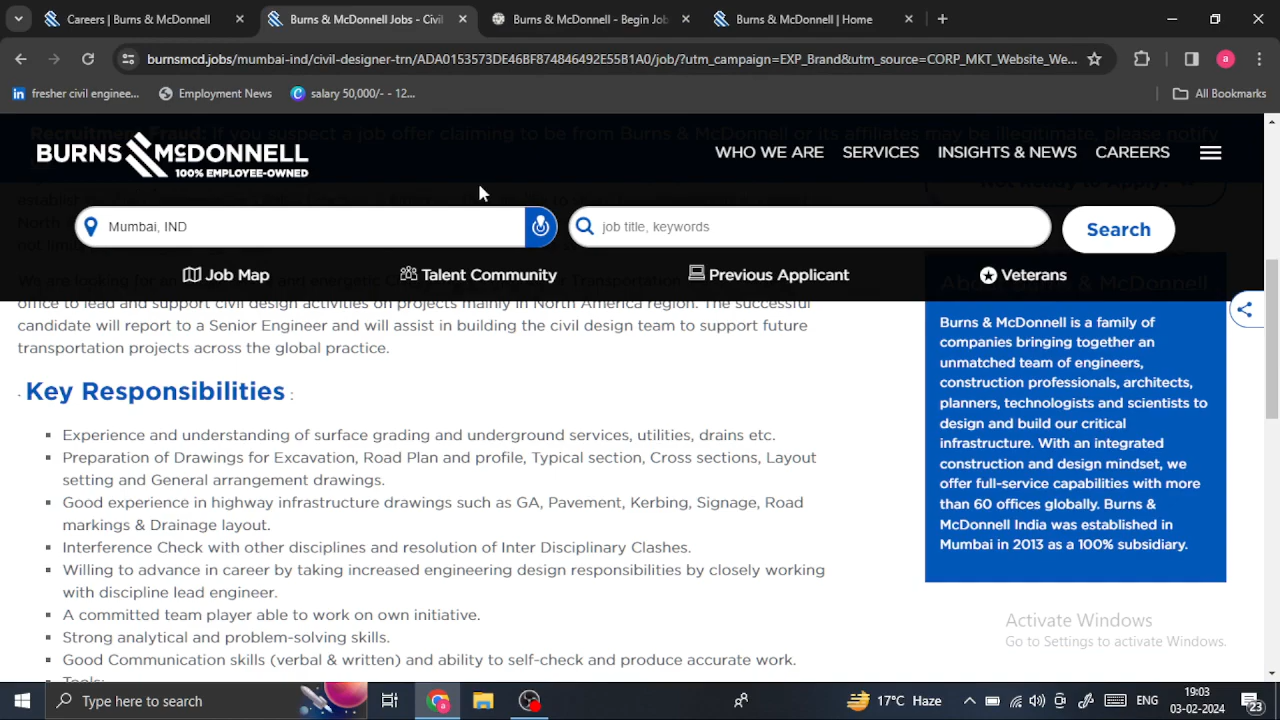 Careers | Burns & McDonnell
Burns & McDonnell Jobs - Civil
Burns & McDonnell - Begin Job
Burns & McDonnell | Home
burnsmcd.jobs/mumbai-ind/civil-designer-trn/ADA0153573DE46BF874846492E55B1A0/job/?utm_campaign=EXP_Brand&utm_source=CORP_MKT_Website_We...
a
fresher civil enginee...
Employment News
salary 50,000/- - 12...
All Bookmarks
Recruitment Fraud: If you suspect a job offer claiming to be from Burns & McDonnell or its affiliates may be illegitimate, please notify
BURNS McDONNELL
100% EMPLOYEE-OWNED
WHO WE ARE
SERVICES
INSIGHTS & NEWS
CAREERS
Not Ready to Apply?
Mumbai, IND
job title, keywords
Search
Job Map
Talent Community
Previous Applicant
Veterans
About Burns & McDonnell
office to lead and support civil design activities on projects mainly in North America region. The successful
candidate will report to a Senior Engineer and will assist in building the civil design team to support future
transportation projects across the global practice.
Key Responsibilities :
▪ Experience and understanding of surface grading and underground services, utilities, drains etc.
▪ Preparation of Drawings for Excavation, Road Plan and profile, Typical section, Cross sections, Layout
setting and General arrangement drawings.
▪ Good experience in highway infrastructure drawings such as GA, Pavement, Kerbing, Signage, Road
markings & Drainage layout.
▪ Interference Check with other disciplines and resolution of Inter Disciplinary Clashes.
▪ Willing to advance in career by taking increased engineering design responsibilities by closely working
with discipline lead engineer.
▪ A committed team player able to work on own initiative.
▪ Strong analytical and problem-solving skills.
▪ Good Communication skills (verbal & written) and ability to self-check and produce accurate work.
▪ Tools:
Burns & McDonnell is a family of
companies bringing together an
unmatched team of engineers,
construction professionals, architects,
planners, technologists and scientists to
design and build our critical
infrastructure. With an integrated
construction and design mindset, we
offer full-service capabilities with more
than 60 offices globally. Burns &
McDonnell India was established in
Mumbai in 2013 as a 100% subsidiary.
Activate Windows
Go to Settings to activate Windows.
Type here to search
17°C Haze
ENG
19:03
03-02-2024
23